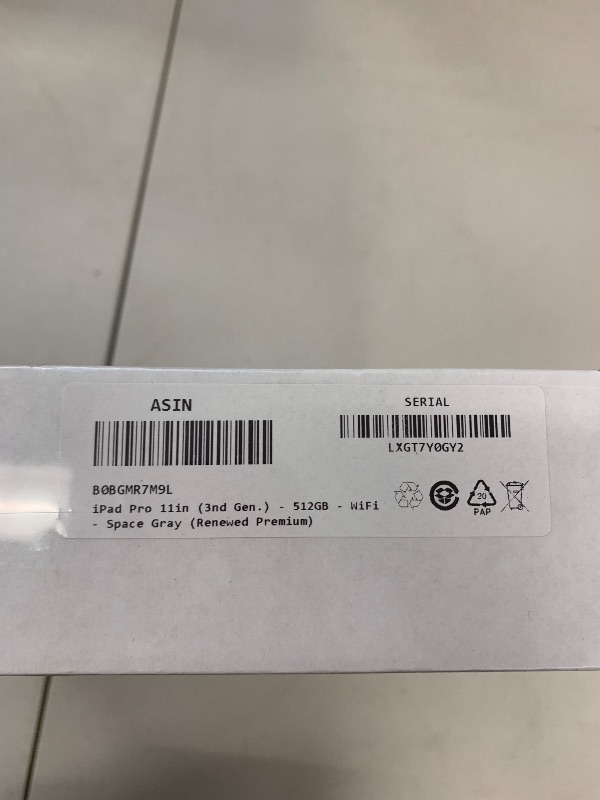 ASIN
SERIAL
LXGT7Y0GY2
B0BGMR7M9L
iPad Pro 11in (3nd Gen.) - 512GB - WiFi
- Space Gray (Renewed Premium)
20
PAP